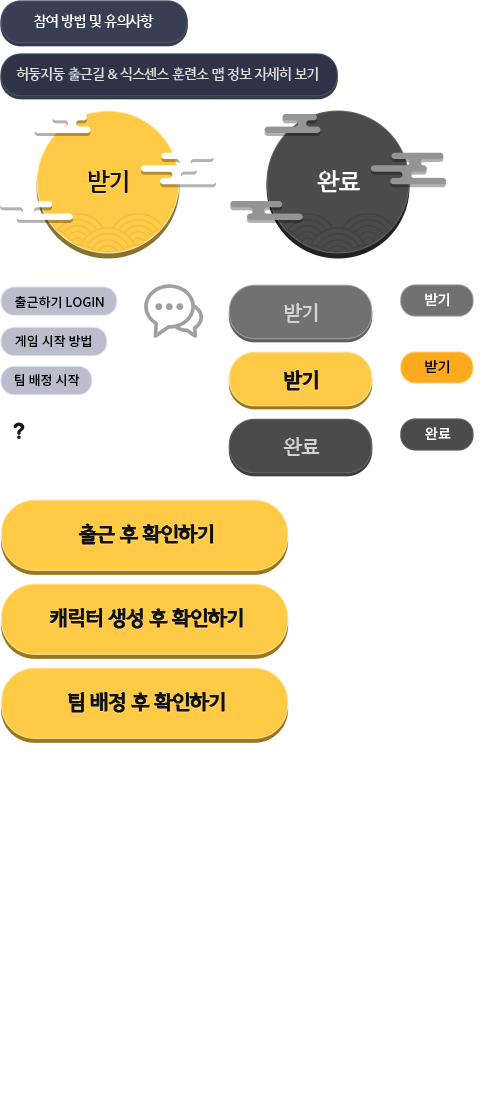 참여 방법 및 유의사항
허둥지둥 출근길 & 식스센스 훈련소 맵 정보 자세히 보기
받기
완료
출근하기 LOGIN
게임 시작 방법
팀 배정 시작
?
받기
받기
받기
받기
완료
완료
출근 후 확인하기
캐릭터 생성 후 확인하기
팀 배정 후 확인하기